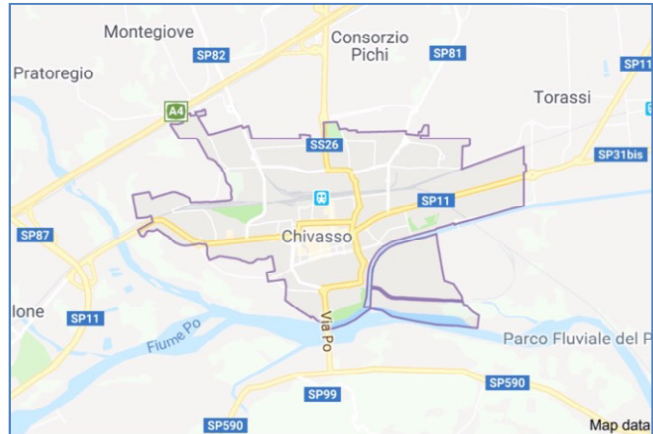 Montegiove
Consorzio
Pichi
SP82
SP81
SP11
Pratoregio
Torassi
A4
SS26
SP31bis
SP11
SP87
Chivasso
lone
SP11
Fiume Po
Via Po
Parco Fluviale del P
SP99
SP590
SP590
Map data